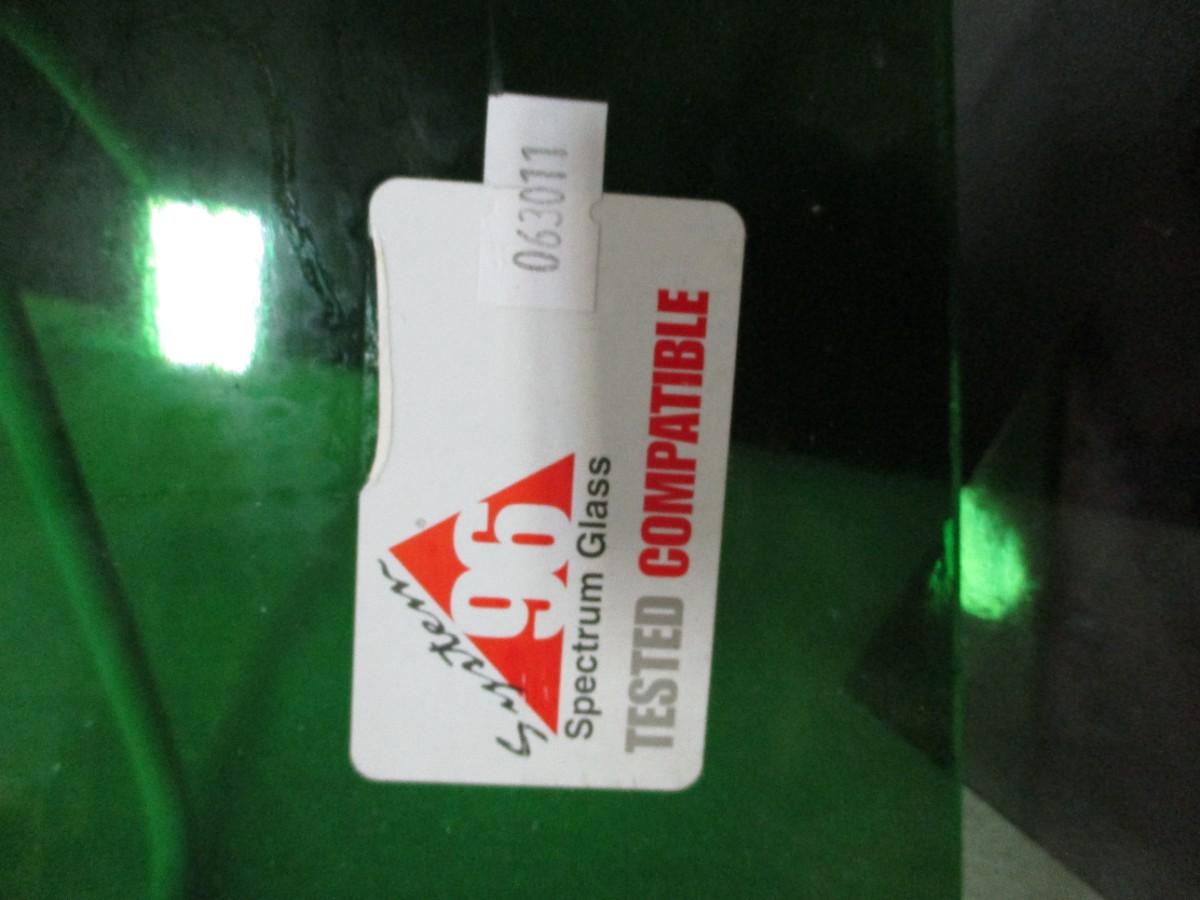 063011
System
96
®
Spectrum Glass
TESTED COMPATIBLE